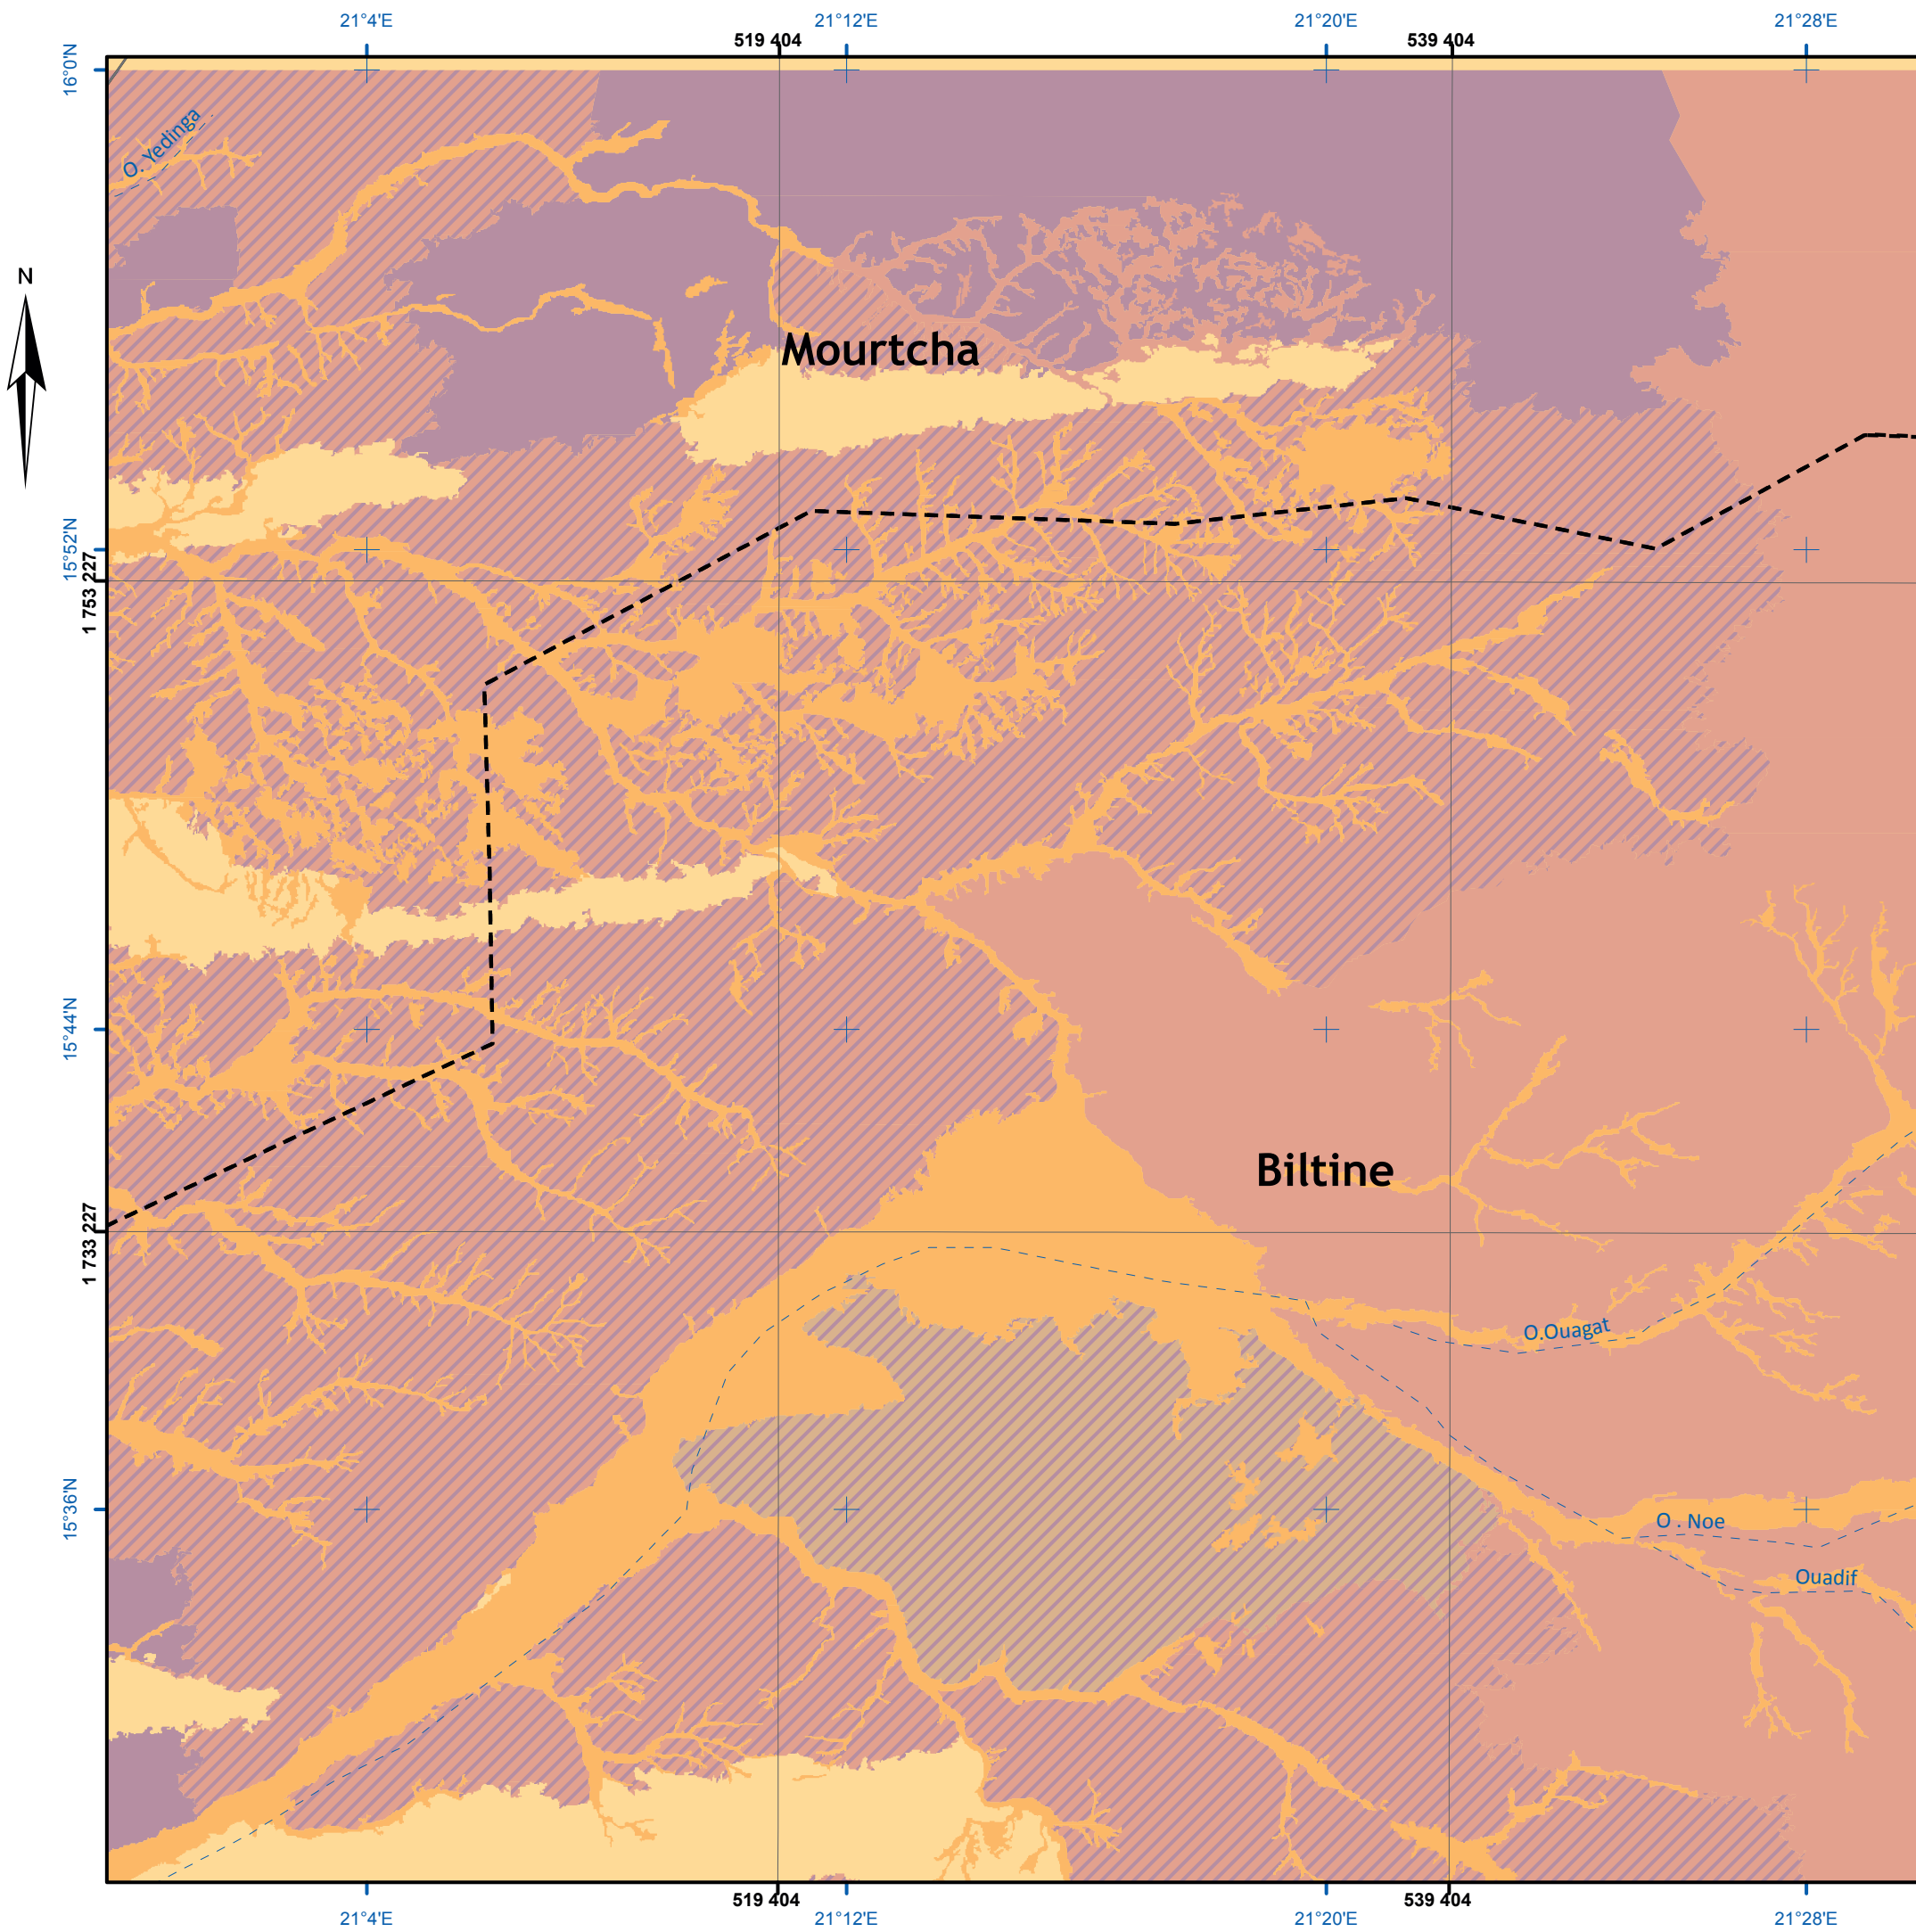 21°4'E 21°12'E 21°20'E 21°28'E
519 404 539 404
16°0'N
O. Yedinga
N
Mourtcha
15°52'N
1 753 227
15°44'N
Biltine
1 733 227
O.Ouagat
15°36'N
O . Noe
Ouadif
519 404 539 404
21°4'E 21°12'E 21°20'E 21°28'E